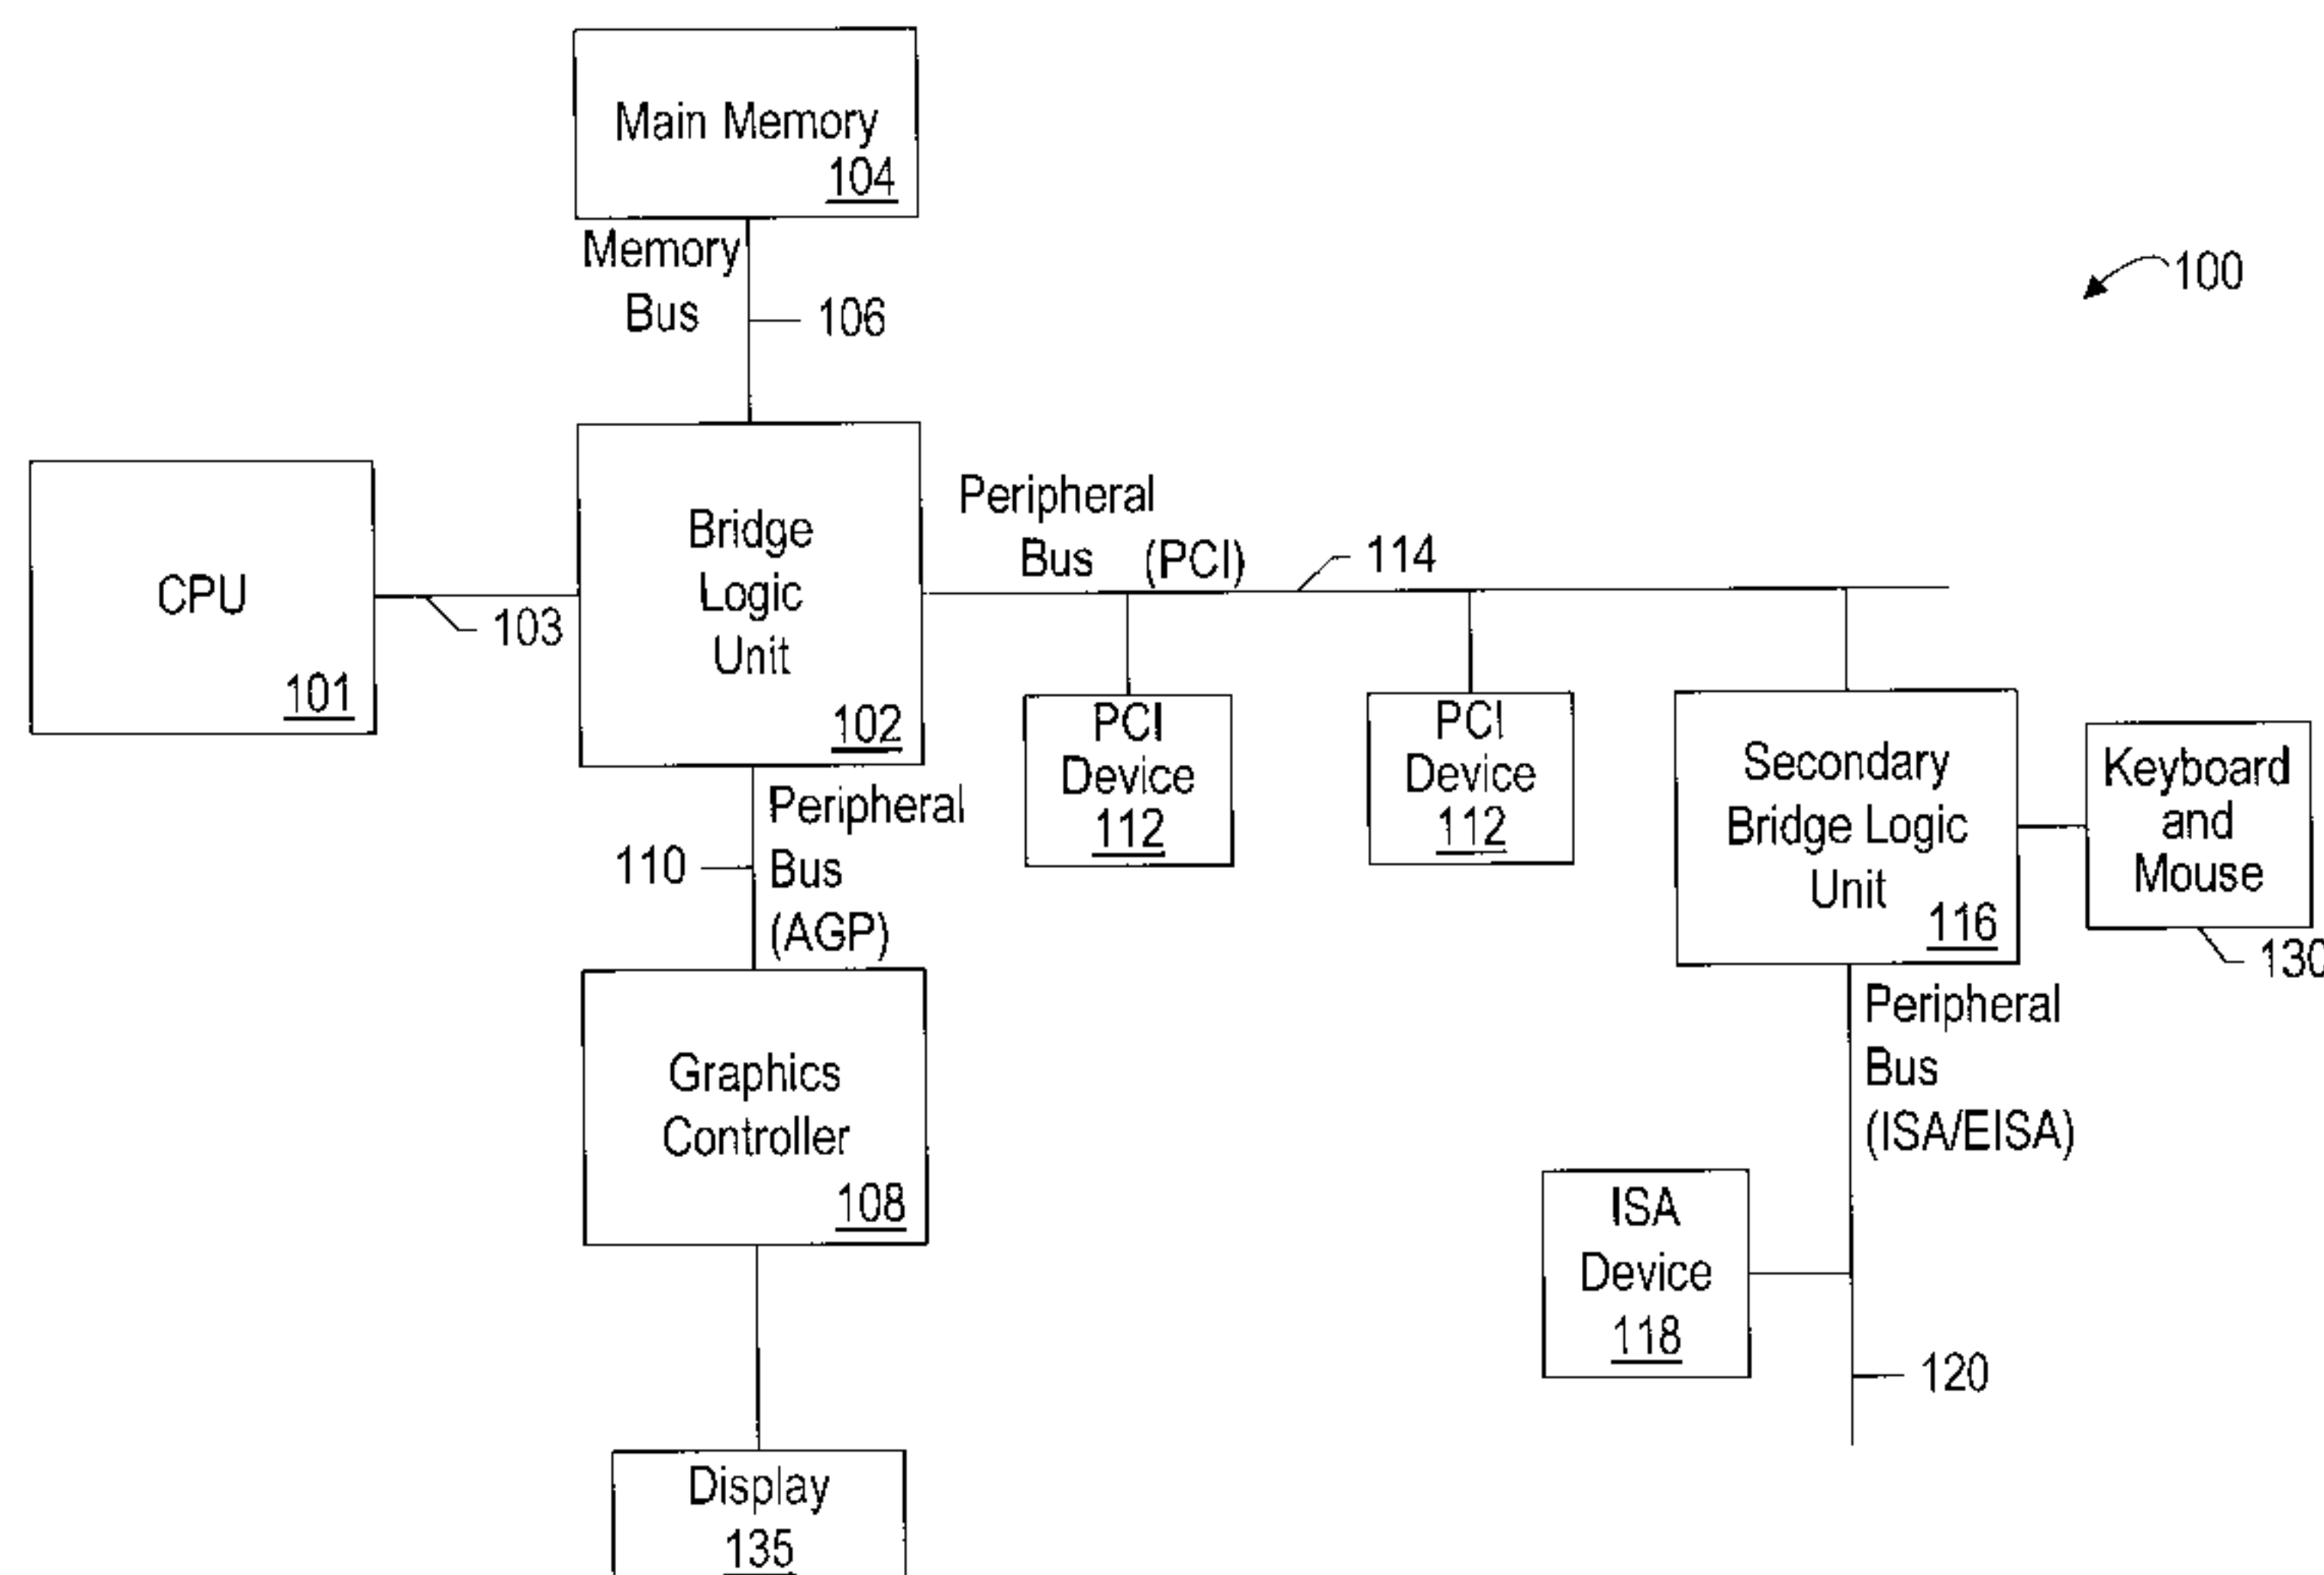 Main Memory
104
Memory
Bus
106
100
CPU
101
103
Bridge
Logic
Unit
102
Peripheral
Bus (PCI)
114
PCI
Device
112
PCI
Device
112
Secondary
Bridge Logic
Unit
116
Keyboard
and
Mouse
130
Peripheral
Bus
(AGP)
110
Graphics
Controller
108
Peripheral
Bus
(ISA/EISA)
ISA
Device
118
120
Display
135